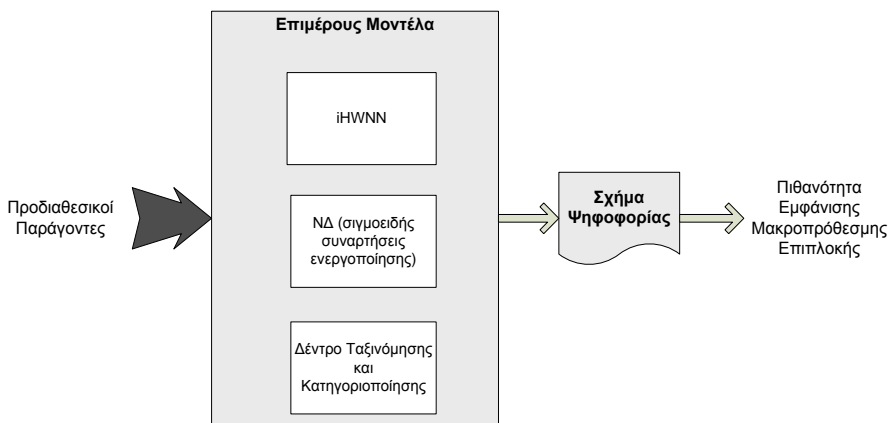 Επιμέρους Μοντέλα
iHWNN
Προδιαθεσικοί
Παράγοντες
ΝΔ (σιγμοειδής
συναρτήσεις
ενεργοποίησης)
Δέντρο Ταξινόμησης
και
Κατηγοριοποίησης
Σχήμα
Ψηφοφορίας
Πιθανότητα
Εμφάνισης
Μακροπρόθεσμης
Επιπλοκής